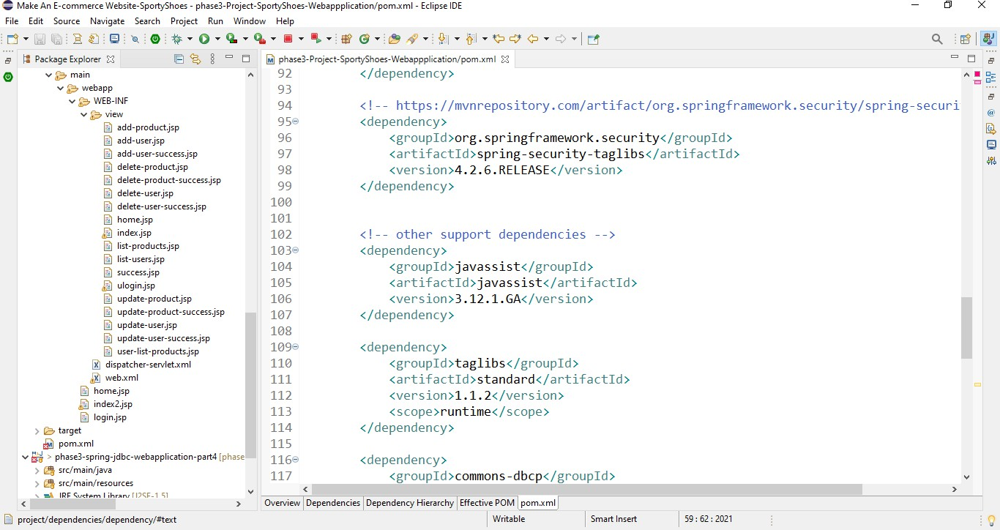 Make An E-commerce Website-SportyShoes - phase3-Project-SportyShoes-Webappplication/pom.xml - Eclipse IDE
File Edit Source Navigate Search Project Run Window Help
Package Explorer
main
webapp
WEB-INF
view
add-product.jsp
add-user.jsp
add-user-success.jsp
delete-product.jsp
delete-product-success.jsp
delete-user.jsp
delete-user-success.jsp
home.jsp
index.jsp
list-products.jsp
list-users.jsp
success.jsp
ulogin.jsp
update-product.jsp
update-product-success.jsp
update-user.jsp
update-user-success.jsp
user-list-products.jsp
dispatcher-servlet.xml
web.xml
home.jsp
index2.jsp
login.jsp
target
pom.xml
> phase3-spring-jdbc-webapplication-part4 [phase
src/main/java
src/main/resources
JRE System Library [J2SE-1.5]
phase3-Project-SportyShoes-Webappplication/pom.xml
92 </dependency>
93
94 <!-- https://mvnrepository.com/artifact/org.springframework.security/spring-securi
95 <dependency>
96 <groupId>org.springframework.security</groupId>
97 <artifactId>spring-security-taglibs</artifactId>
98 <version>4.2.6.RELEASE</version>
99 </dependency>
100
101
102 <!-- other support dependencies -->
103 <dependency>
104 <groupId>javassist</groupId>
105 <artifactId>javassist</artifactId>
106 <version>3.12.1.GA</version>
107 </dependency>
108
109 <dependency>
110 <groupId>taglibs</groupId>
111 <artifactId>standard</artifactId>
112 <version>1.1.2</version>
113 <scope>runtime</scope>
114 </dependency>
115
116 <dependency>
117 <groupId>commons-dbcp</groupId>
Overview Dependencies Dependency Hierarchy Effective POM pom.xml
project/dependencies/dependency/#text Writable Smart Insert 59 : 62 : 2021